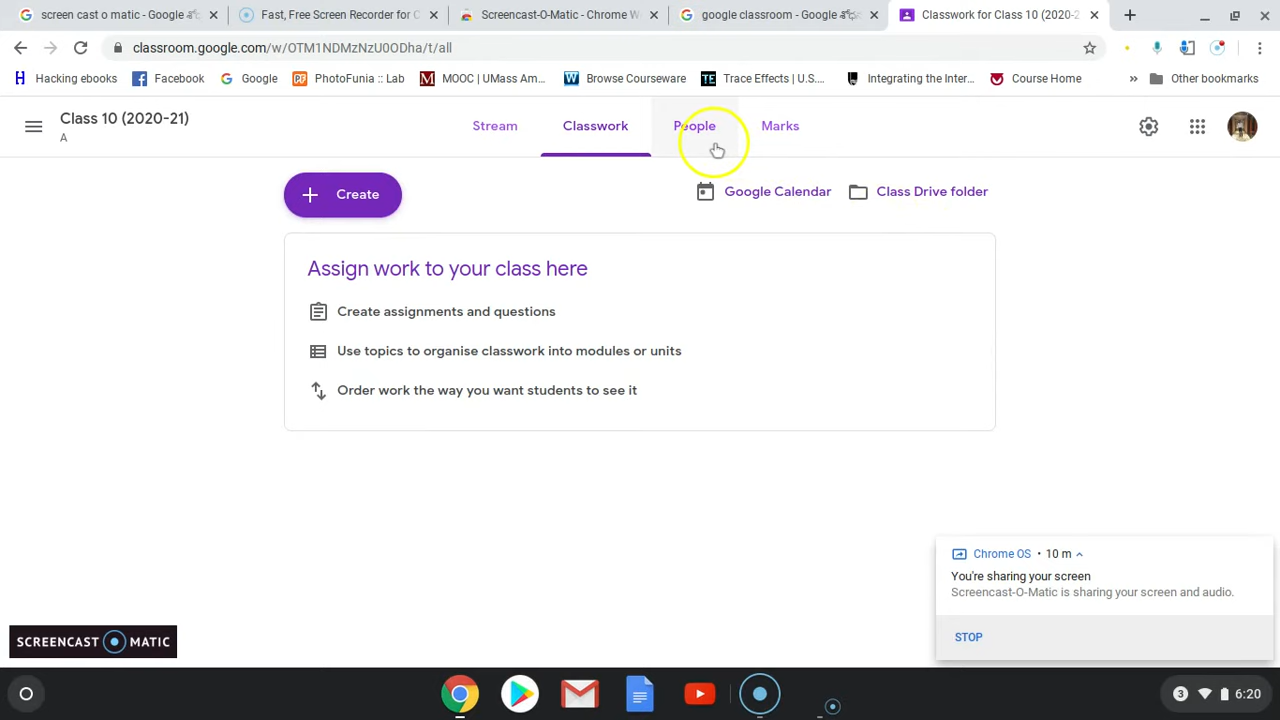 screen cast o matic - Google
Fast, Free Screen Recorder for C
Screencast-O-Matic - Chrome W
google classroom - Google
Classwork for Class 10 (2020-2
classroom.google.com/w/OTM1NDMzNzU0ODha/t/all
Hacking ebooks
Facebook
Google
PhotoFunia :: Lab
MOOC | UMass Am...
Browse Courseware
Trace Effects | U.S....
Integrating the Inter...
Course Home
Other bookmarks
Class 10 (2020-21)
A
Stream
Classwork
People
Marks
Create
Google Calendar
Class Drive folder
Assign work to your class here
Create assignments and questions
Use topics to organise classwork into modules or units
Order work the way you want students to see it
Chrome OS • 10 m
You're sharing your screen
Screencast-O-Matic is sharing your screen and audio.
STOP
SCREENCAST O MATIC
3
6:20